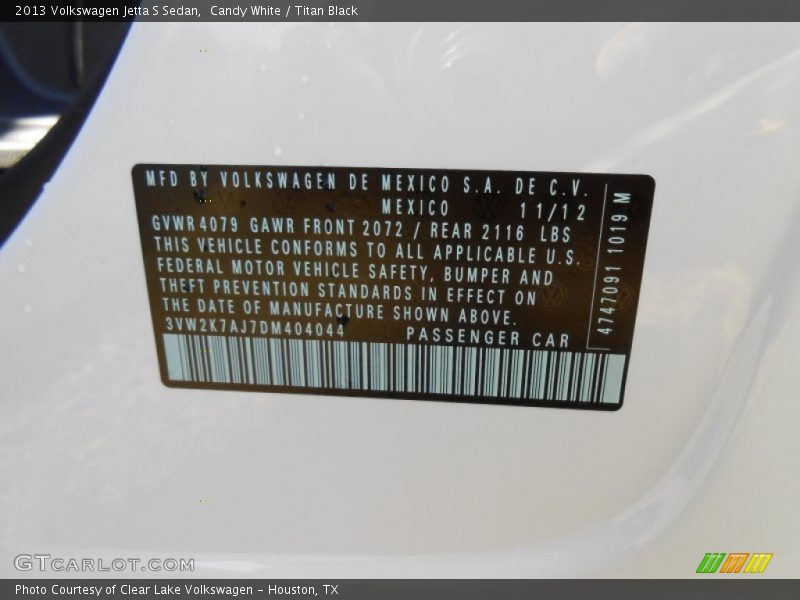 2013 Volkswagen Jetta S Sedan,  Candy White / Titan Black
MFD BY VOLKSWAGEN DE MEXICO S.A. DE C.V.
MEXICO 11/12
GVWR 4079 GAWR FRONT 2072 / REAR 2116 LBS
THIS VEHICLE CONFORMS TO ALL APPLICABLE U.S.
FEDERAL MOTOR VEHICLE SAFETY, BUMPER AND
THEFT PREVENTION STANDARDS IN EFFECT ON
THE DATE OF MANUFACTURE SHOWN ABOVE.
3VW2K7AJ7DM404044 PASSENGER CAR
4747091 1019 M
GTCARLOT.COM
Photo Courtesy of Clear Lake Volkswagen - Houston, TX